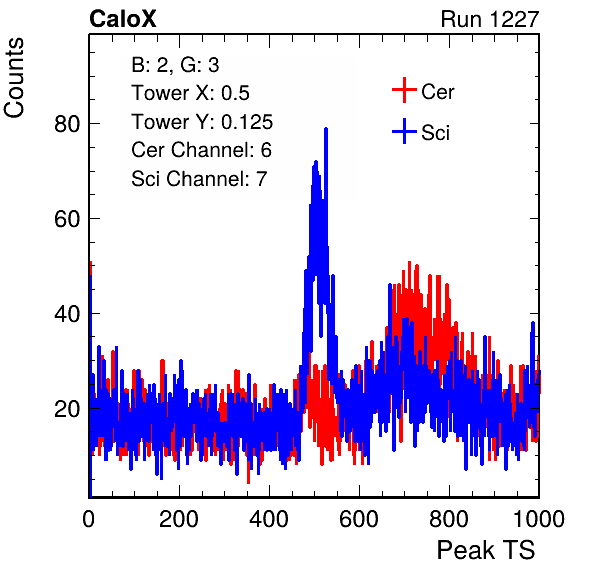 CaloX Run 1227
Counts
B: 2, G: 3
Tower X: 0.5
Tower Y: 0.125
Cer Channel: 6
Sci Channel: 7
Cer
Sci
80
60
40
20
0 200 400 600 800 1000
Peak TS